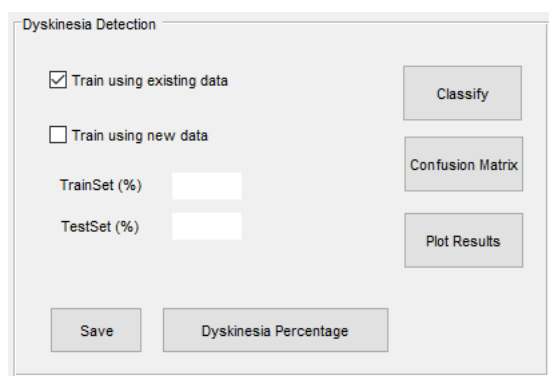 Dyskinesia Detection
Train using existing data
Classify
Train using new data
Confusion Matrix
TrainSet (%)
TestSet (%)
Plot Results
Save
Dyskinesia Percentage